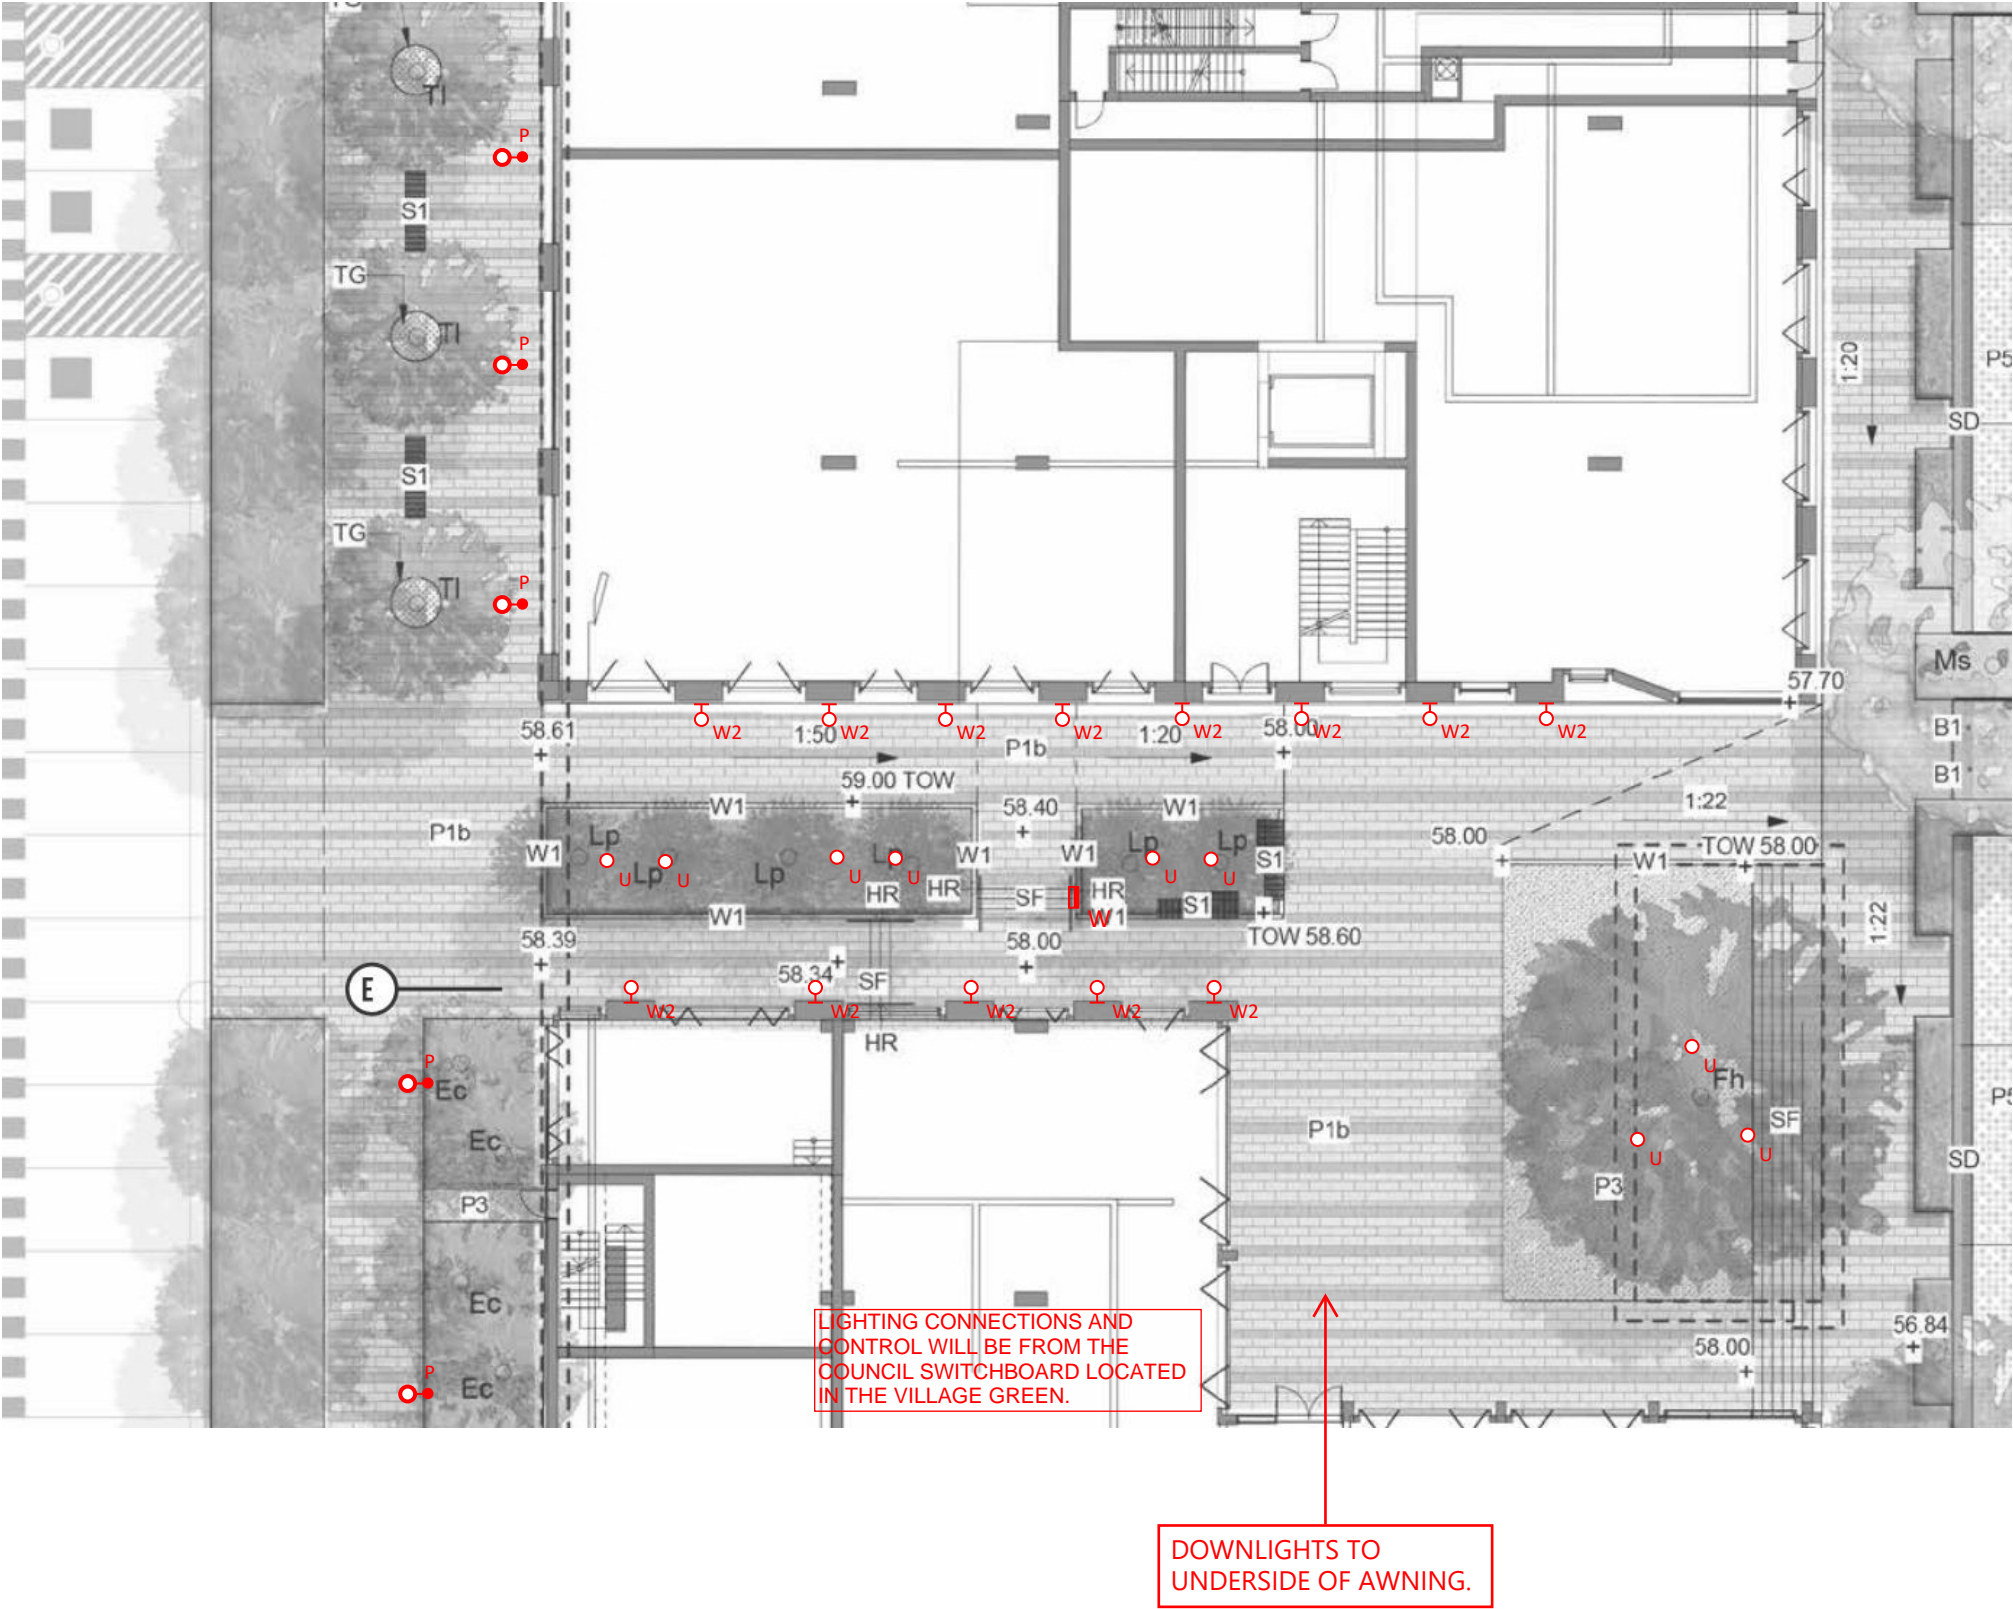 TG
Tl
P
S1
TG
Tl
P
1:20
P5
SD
S1
TG
Tl
P
Ms
57.70
58.61
W2
1:50
W2
W2
W2
1:20
W2
58.00
W2
W2
W2
B1
P1b
B1
59.00 TOW
W1
58.40
W1
1:22
P1b
Lp
Lp
Lp
58.00
TOW 58.00
W1
Lp
W1
W1
S1
W1
U
Lp
U
Lp
U
U
U
U
HR
HR
SF
HR
S1
W1
W
W1
1:22
58.39
58.00
TOW 58.60
58.34
SF
E
W2
W2
W2
W2
W2
HR
P
Ec
U
Fh
P5
SF
Ec
P1b
U
U
SD
P3
P3
Ec
LIGHTING CONNECTIONS AND
CONTROL WILL BE FROM THE
COUNCIL SWITCHBOARD LOCATED
IN THE VILLAGE GREEN.
56.84
58.00
P
Ec
DOWNLIGHTS TO
UNDERSIDE OF AWNING.